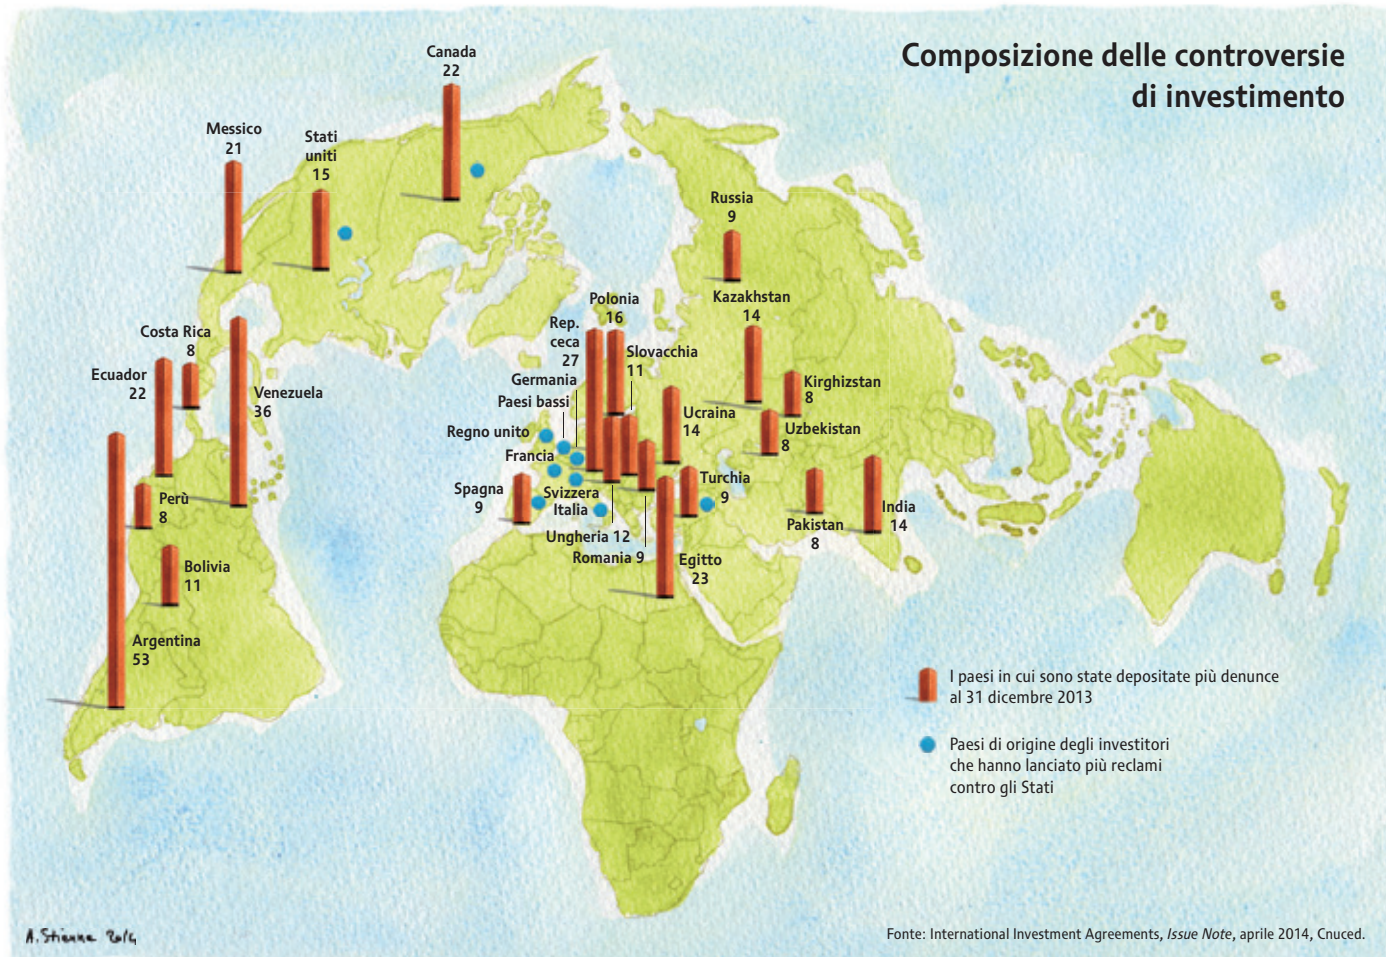 Composizione delle controversie
di investimento
Canada
22
Messico
21
Stati
uniti
15
Russia
9
Kazakhstan
14
Polonia
16
Rep.
ceca
27
Slovacchia
11
Costa Rica
8
Ecuador
22
Venezuela
36
Germania
Paesi bassi
Kirghizstan
8
Ucraina
14
Uzbekistan
8
Regno unito
Francia
Spagna
9
Svizzera
Italia
Turchia
9
Perù
8
India
14
Pakistan
8
Ungheria 12
Romania 9
Egitto
23
Bolivia
11
Argentina
53
I paesi in cui sono state depositate più denunce
al 31 dicembre 2013
Paesi di origine degli investitori
che hanno lanciato più reclami
contro gli Stati
A. Stienne 2014
Fonte: International Investment Agreements, Issue Note, aprile 2014, Cnuced.